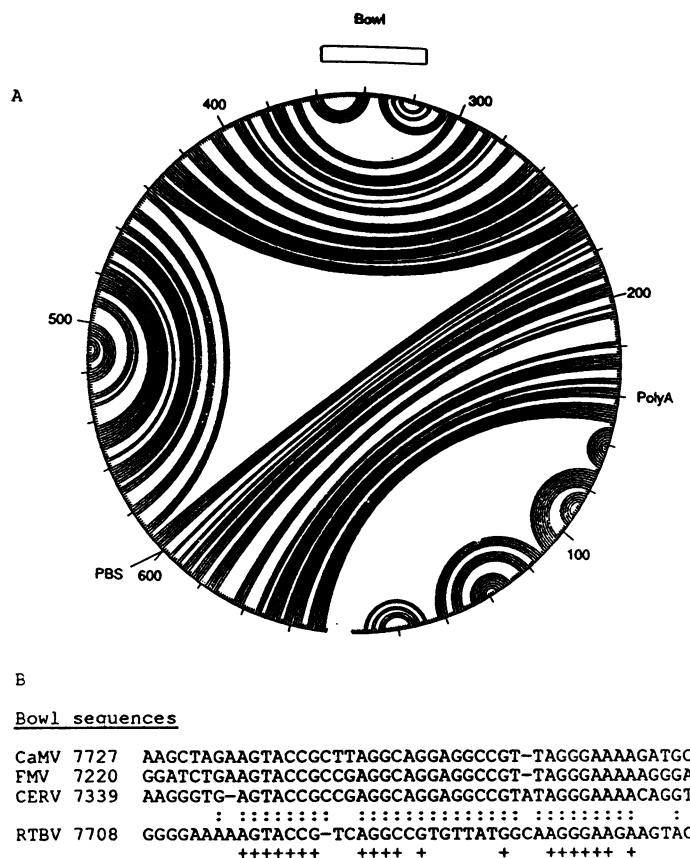 Bowl
A
400
300
500
200
PolyA
100
PBS
600
B
Bowl sequences
CaMV 7727 AAGCTAGAAGTACCGCTTAGGCAGGAGGCCGT-TAGGGAAAAGATGC
FMV 7220 GGATCTGAAGTACCGCCGAGGCAGGAGGCCGT-TAGGGAAAAAGGGA
CERV 7339 AAGGGTG-AGTACCGCCGAGGCAGGAGGCCGTATAGGGAAAACAGGT
: ::::::: :::::::::::::: ::::::::: :
RTBV 7708 GGGGAAAAAGTACCG-TCAGGCCGTGTTATGGCAAGGGAAGAAGTAC
+++++++ ++++ + + ++++++ +